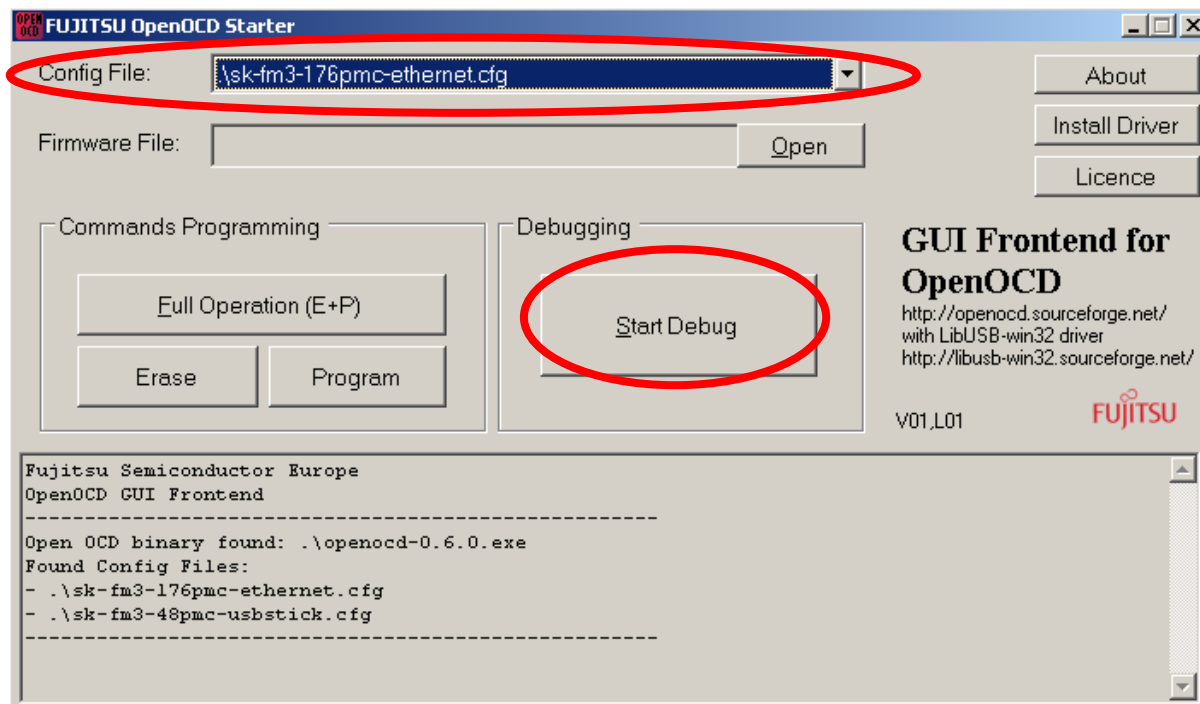 OPEN OCD FUJITSU OpenOCD Starter
Config File: .\sk-fm3-176pmc-ethernet.cfg
About
Firmware File: Open
Install Driver
Licence
Commands Programming
Full Operation (E+P)
Erase Program
Debugging
Start Debug
GUI Frontend for
OpenOCD
http://openocd.sourceforge.net/
with LibUSB-win32 driver
http://libusb-win32.sourceforge.net/
V01,L01 FUJITSU
Fujitsu Semiconductor Europe
OpenOCD GUI Frontend
-----------------------------------------------------
Open OCD binary found: .\openocd-0.6.0.exe
Found Config Files:
- .\sk-fm3-176pmc-ethernet.cfg
- .\sk-fm3-48pmc-usbstick.cfg
-----------------------------------------------------